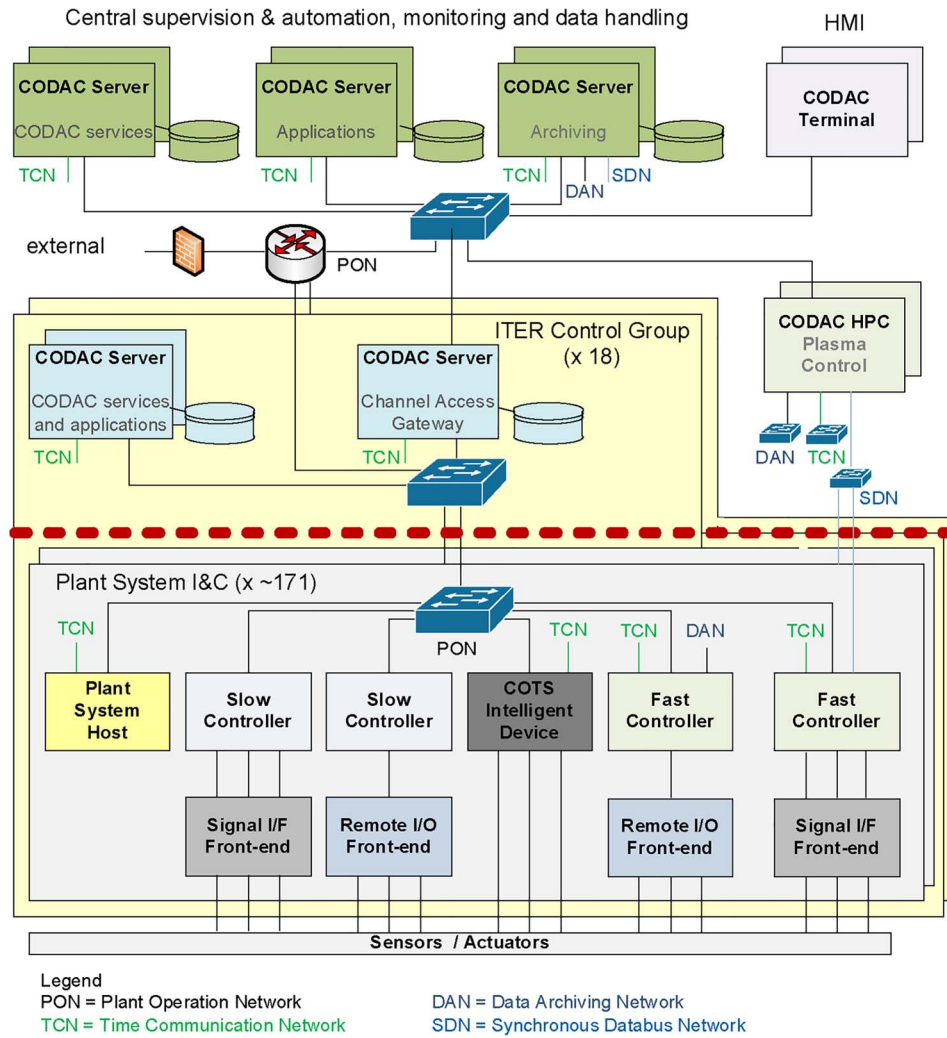 Central supervision & automation, monitoring and data handling
HMI
CODAC Server
CODAC services
CODAC Server
Applications
CODAC Server
Archiving
CODAC
Terminal
TCN
TCN
TCN
DAN
SDN
external
PON
ITER Control Group
(x 18)
CODAC Server
CODAC services
and applications
CODAC Server
Channel Access
Gateway
CODAC HPC
Plasma
Control
TCN
TCN
DAN
TCN
SDN
Plant System I&C (x ~171)
PON
TCN
TCN
TCN
DAN
TCN
Plant
System
Host
Slow
Controller
Slow
Controller
COTS
Intelligent
Device
Fast
Controller
Fast
Controller
Signal I/F
Front-end
Remote I/O
Front-end
Remote I/O
Front-end
Signal I/F
Front-end
Sensors / Actuators
Legend
PON = Plant Operation Network
DAN = Data Archiving Network
TCN = Time Communication Network
SDN = Synchronous Databus Network